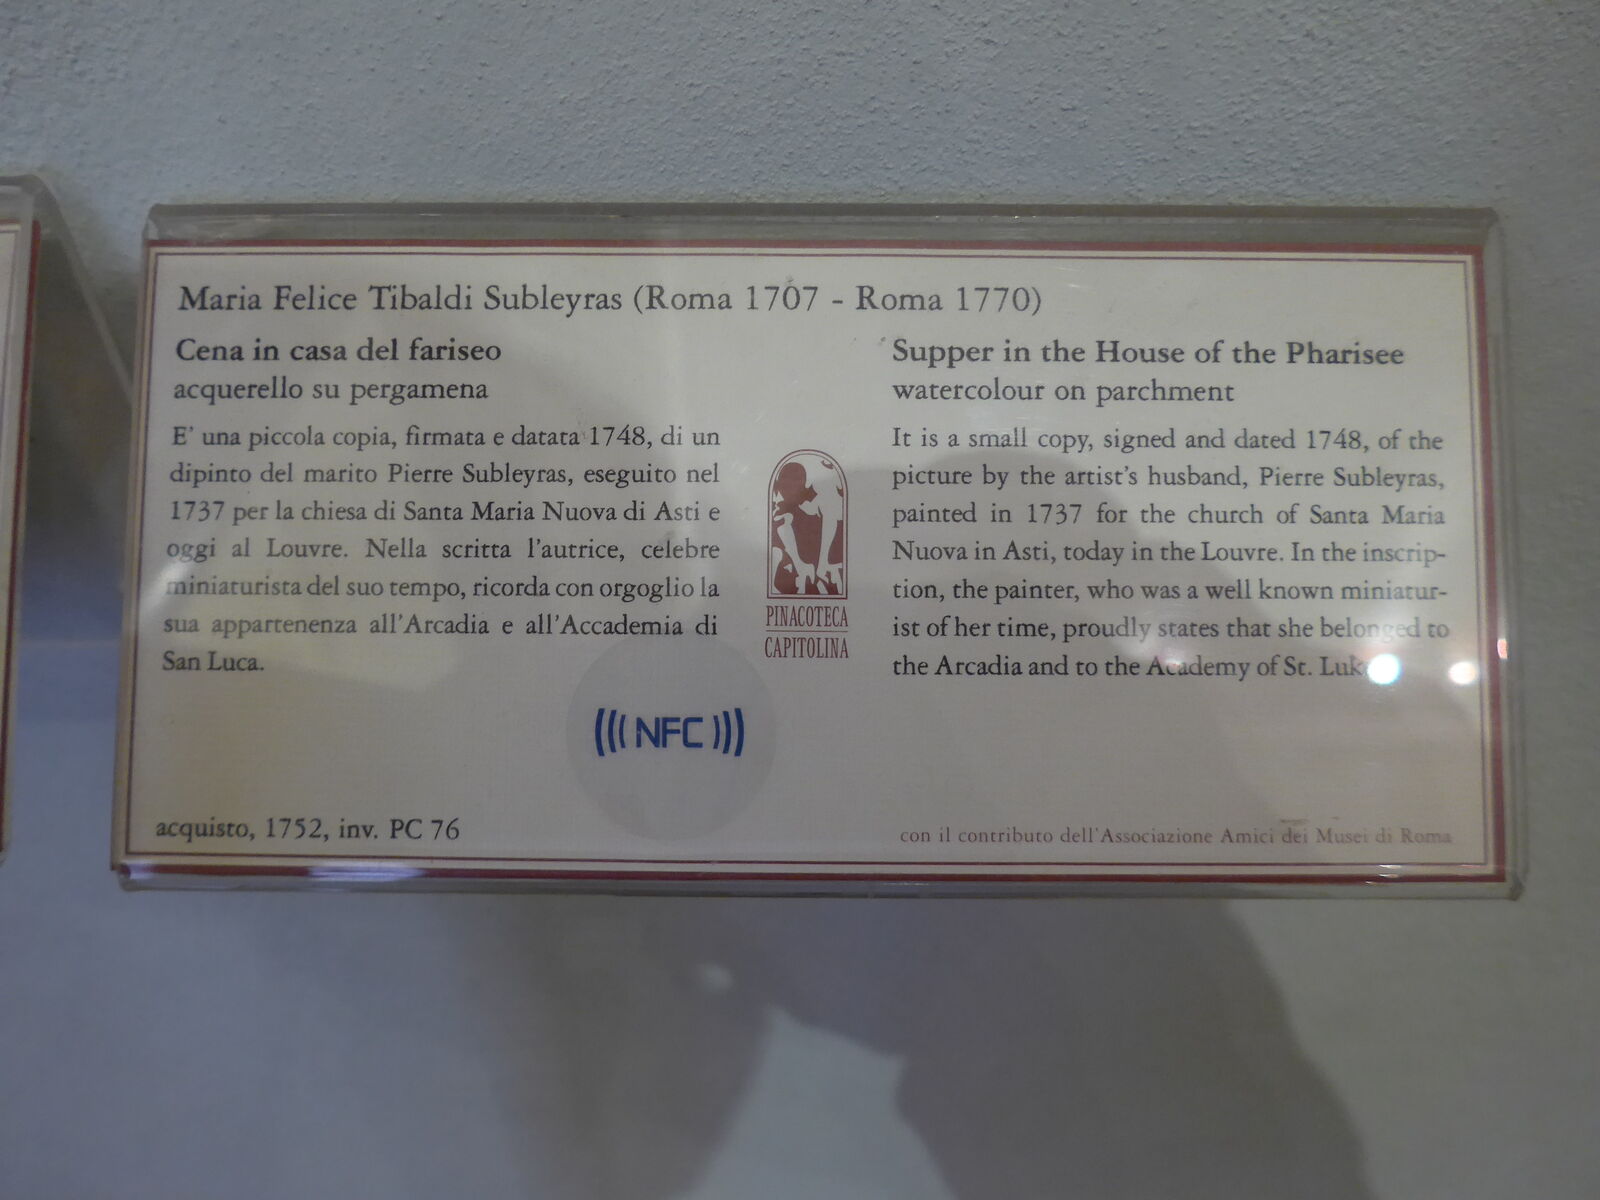 Maria Felice Tibaldi Subleyras (Roma 1707 - Roma 1770)
Cena in casa del fariseo
acquerello su pergamena
E' una piccola copia, firmata e datata 1748, di un
dipinto del marito Pierre Subleyras, eseguito nel
1737 per la chiesa di Santa Maria Nuova di Asti e
oggi al Louvre. Nella scritta l'autrice, celebre
miniaturista del suo tempo, ricorda con orgoglio la
sua appartenenza all'Arcadia e all'Accademia di
San Luca.
acquisto, 1752, inv. PC 76
PINACOTECA
CAPITOLINA
(((NFC)))
Supper in the House of the Pharisee
watercolour on parchment
It is a small copy, signed and dated 1748, of the
picture by the artist's husband, Pierre Subleyras,
painted in 1737 for the church of Santa Maria
Nuova in Asti, today in the Louvre. In the inscrip-
tion, the painter, who was a well known miniatur-
ist of her time, proudly states that she belonged to
the Arcadia and to the Academy of St.
con il contributo dell'Associazione Amici dei Musei di Roma